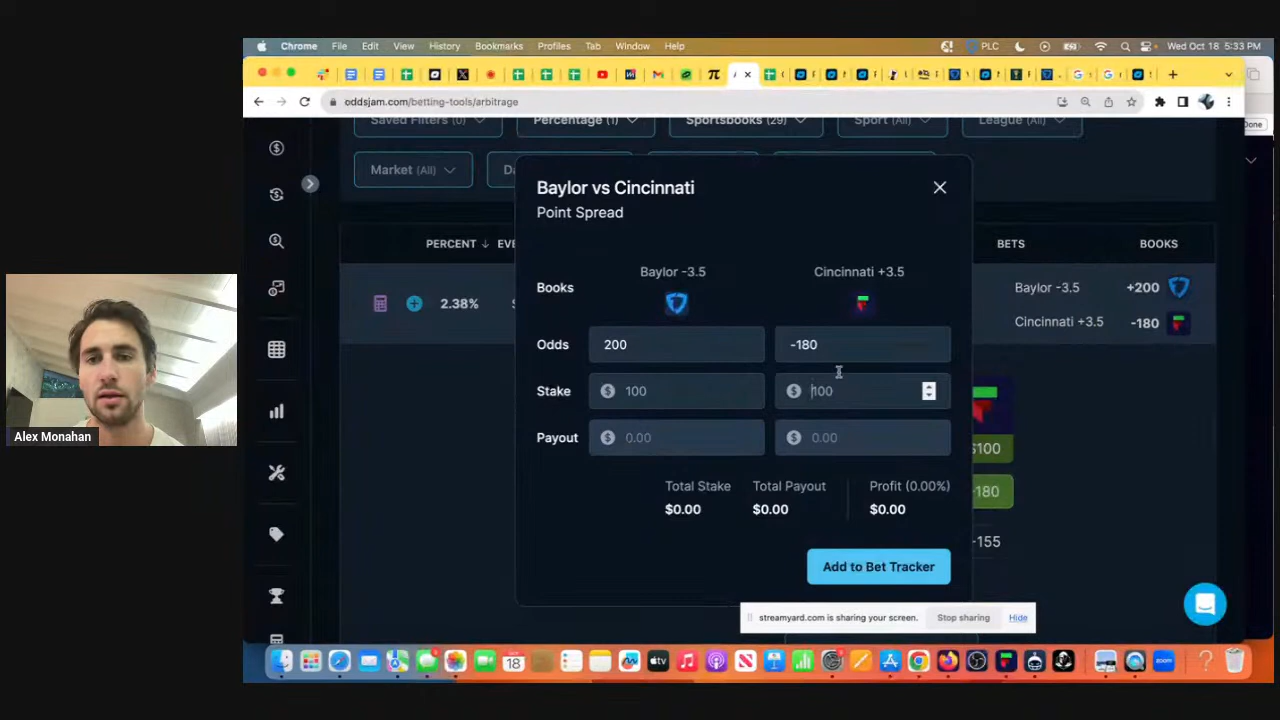 Chrome File Edit View History Bookmarks Profiles Tab Window Help
PLC
Wed Oct 18 5:33 PM
oddsjam.com/betting-tools/arbitrage
Done
Saved Filters (0)
Percentage (1)
Sportsbooks (29)
Sport (All)
League (All)
Market (All)
Baylor vs Cincinnati
Point Spread
PERCENT
BETS
BOOKS
Baylor -3.5
Cincinnati +3.5
Books
2.38%
Baylor -3.5
+200
Cincinnati +3.5
-180
Odds
200
-180
Stake
100
100
Payout
0.00
0.00
$100
-180
-155
Total Stake
Total Payout
Profit (0.00%)
$0.00
$0.00
$0.00
Add to Bet Tracker
streamyard.com is sharing your screen.
Stop sharing
Hide
Alex Monahan
18
tv
zoom